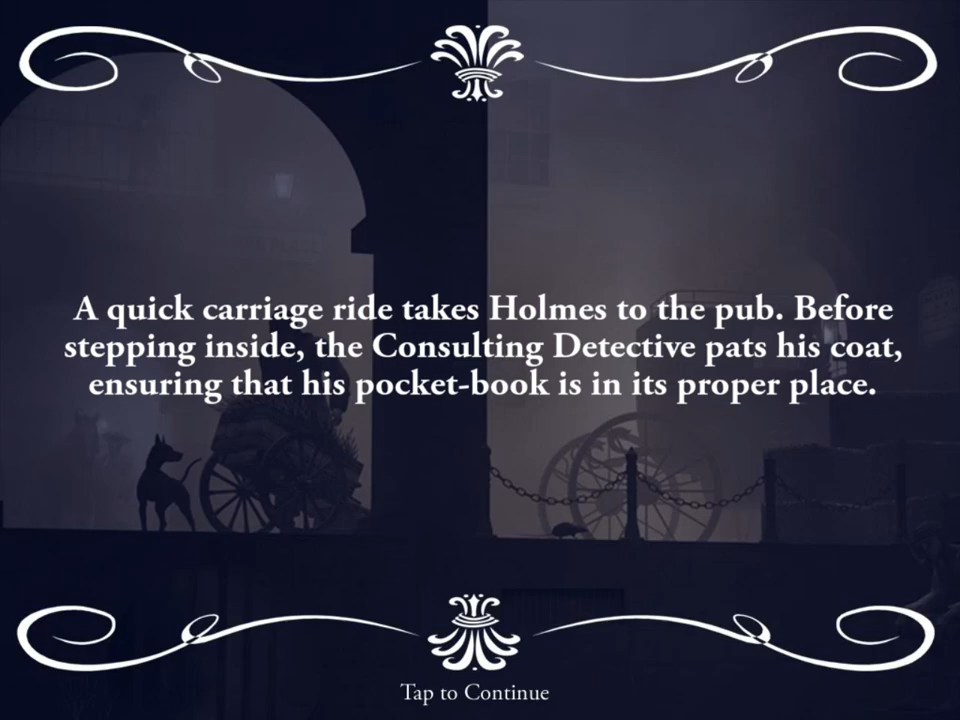 A quick carriage ride takes Holmes to the pub. Before
stepping inside, the Consulting Detective pats his coat,
ensuring that his pocket-book is in its proper place.
Tap to Continue